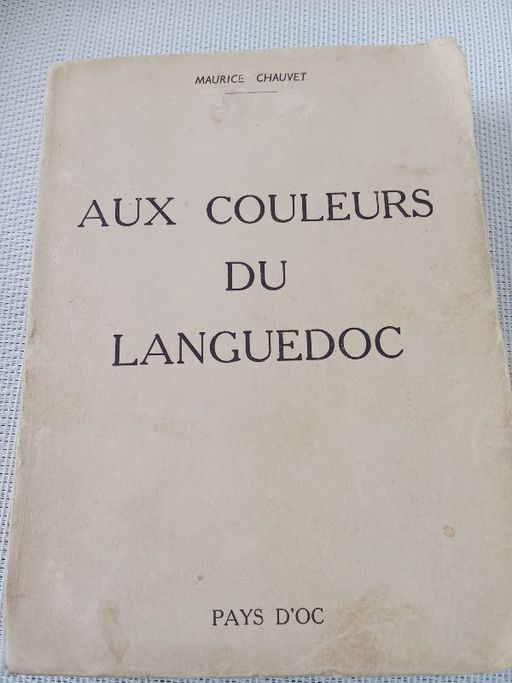 MAURICE CHAUVET
AUX COULEURS
DU
LANGUEDOC
PAYS D'OC